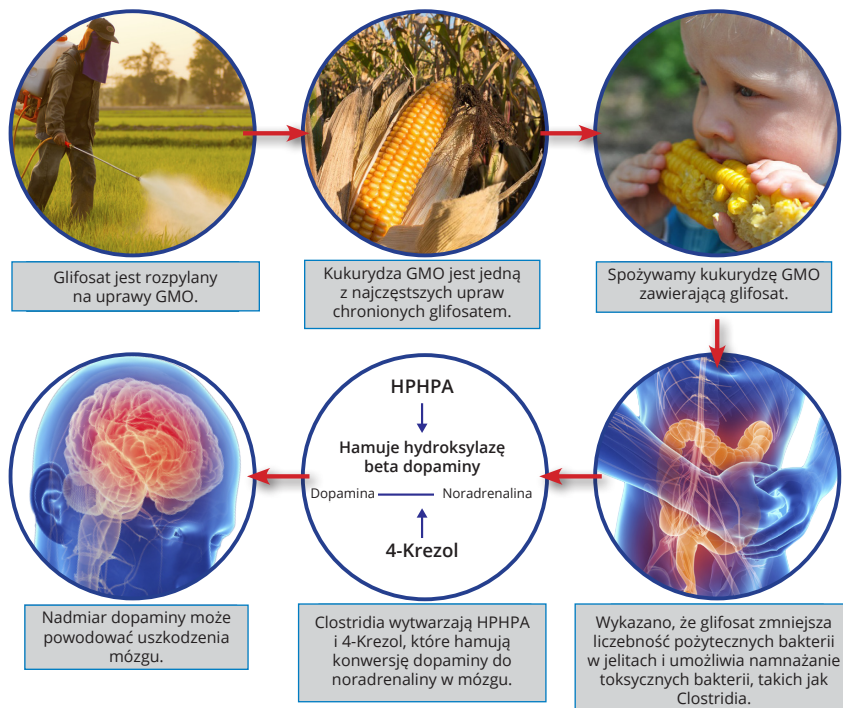 Glifosat jest rozpylany
na uprawy GMO.
Kukurydza GMO jest jedną
z najczęstszych upraw
chronionych glifosatem.
Spożywamy kukurydzę GMO
zawierającą glifosat.
Wykazano, że glifosat zmniejsza
liczebność pożytecznych bakterii
w jelitach i umożliwia namnażanie
toksycznych bakterii, takich jak
Clostridia.
HPHPA
Hamuje hydroksylazę
beta dopaminy
Dopamina
Noradrenalina
4-Krezol
Clostridia wytwarzają HPHPA
i 4-Krezol, które hamują
konwersję dopaminy do
noradrenaliny w mózgu.
Nadmiar dopaminy może
powodować uszkodzenia
mózgu.